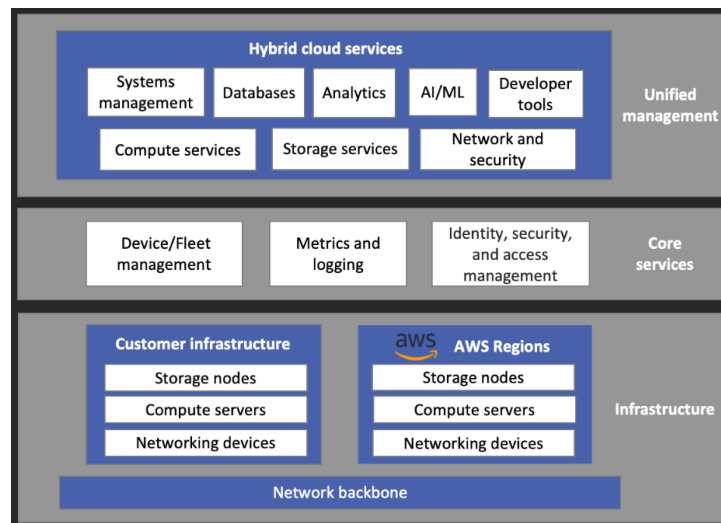 Hybrid cloud services
Systems
management
Databases
Analytics
AI/ML
Developer
tools
Compute services
Storage services
Network and
security
Unified
management
Device/Fleet
management
Metrics and
logging
Identity, security,
and access
management
Core
services
Customer infrastructure
Storage nodes
Compute servers
Networking devices
aws
AWS Regions
Storage nodes
Compute servers
Networking devices
Infrastructure
Network backbone